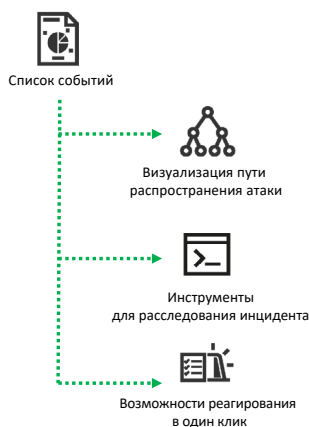 Список событий
Визуализация пути
распространения атаки
Инструменты
для расследования инцидента
Возможности реагирования
в один клик